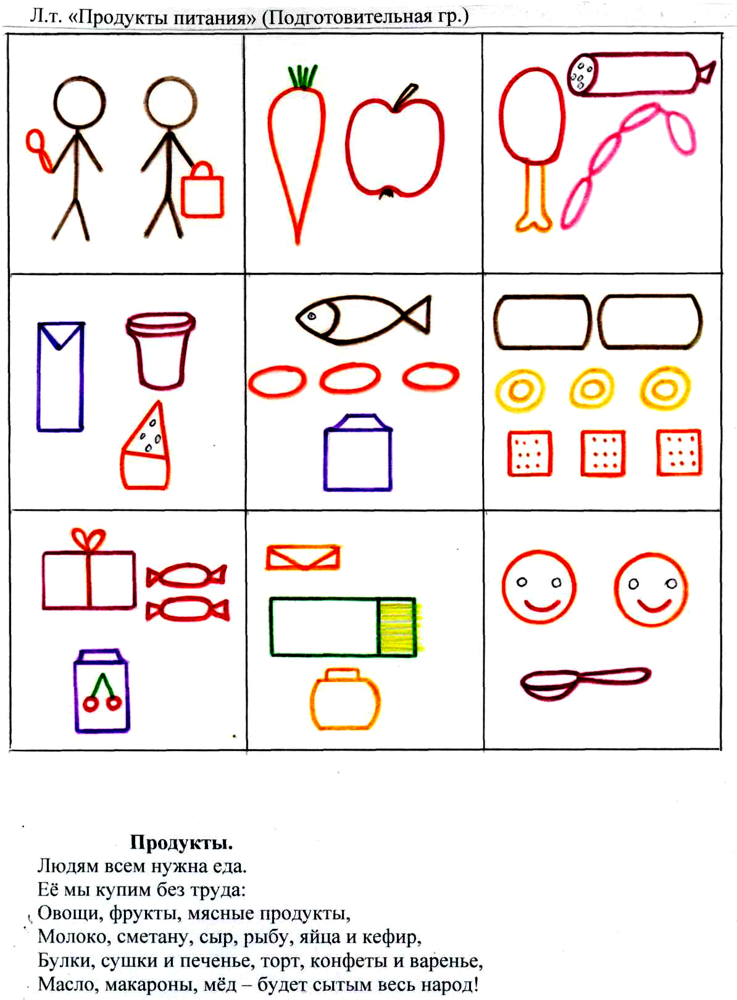 Л.т. «Продукты питания» (Подготовительная гр.)
Продукты.
Людям всем нужна еда.
Её мы купим без труда:
Овощи, фрукты, мясные продукты,
Молоко, сметану, сыр, рыбу, яйца и кефир,
Булки, сушки и печенье, торт, конфеты и варенье,
Масло, макароны, мёд – будет сытым весь народ!